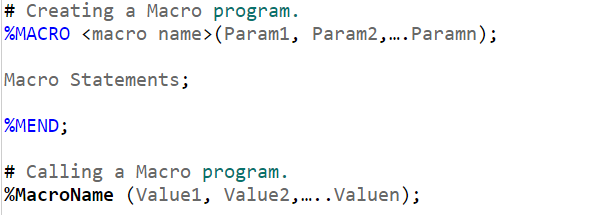 # Creating a Macro program.
%MACRO <macro name>(Param1, Param2,….Paramn);
Macro Statements;
%MEND;
# Calling a Macro program.
%MacroName (Value1, Value2,…..Valuen);